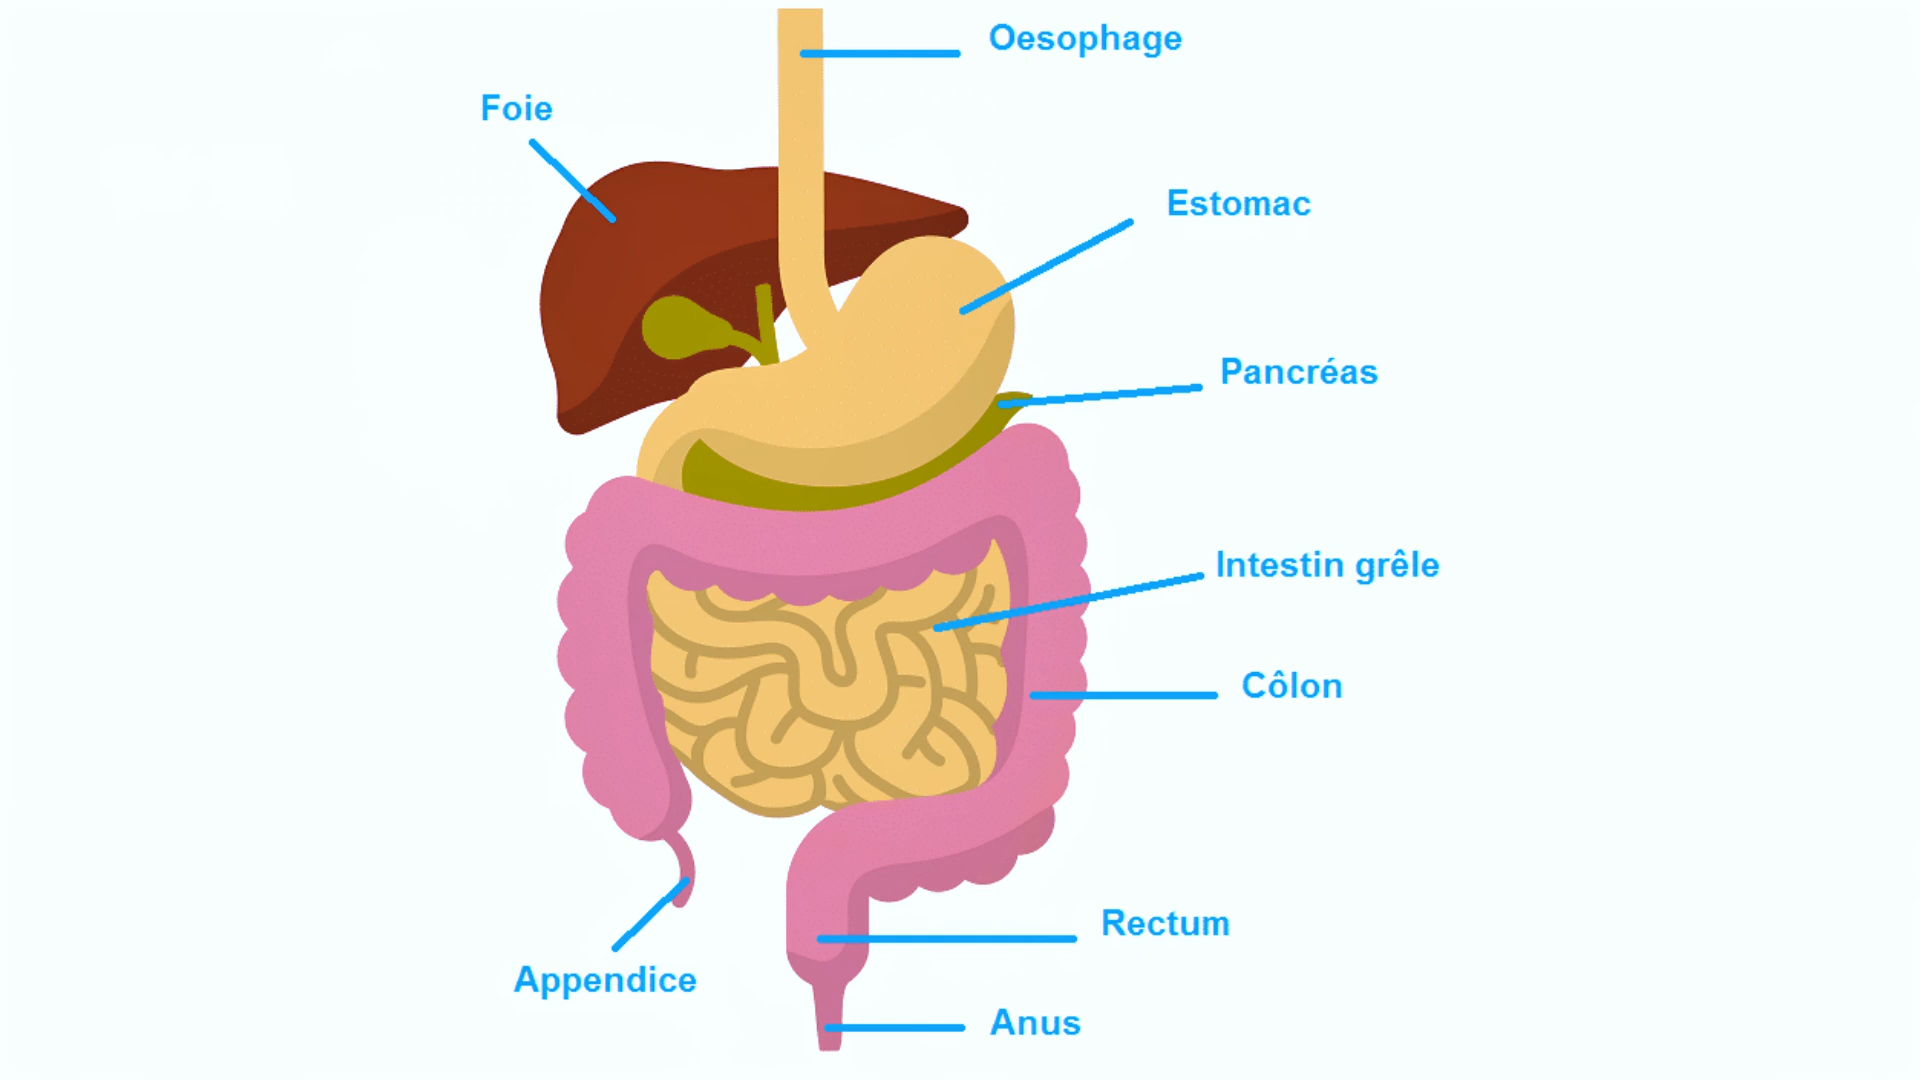 Oesophage
Foie
Estomac
Pancréas
Intestin grêle
Côlon
Rectum
Appendice
Anus